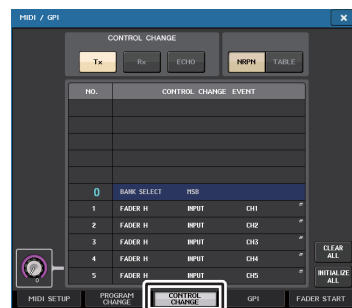 MIDI / GPI
CONTROL CHANGE
Tx Rx ECHO NRPN TABLE
NO. CONTROL CHANGE EVENT
0 BANK SELECT MSB
1 FADER H INPUT CH1
2 FADER H INPUT CH2
3 FADER H INPUT CH3
4 FADER H INPUT CH4
5 FADER H INPUT CH5
CLEAR ALL
INITIALIZE ALL
0
MIDI SETUP PROGRAM CHANGE CONTROL CHANGE GPI FADER START